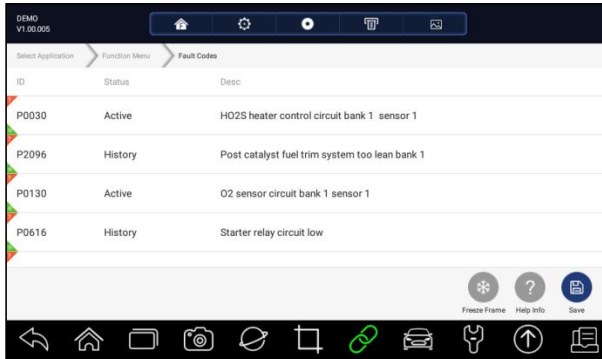 DEMO
V1.00.005
Select Application Function Menu Fault Codes
ID Status Desc
P0030 Active HO2S heater control circuit bank 1 sensor 1
P2096 History Post catalyst fuel trim system too lean bank 1
P0130 Active O2 sensor circuit bank 1 sensor 1
P0616 History Starter relay circuit low
Freeze Frame Help Info Save